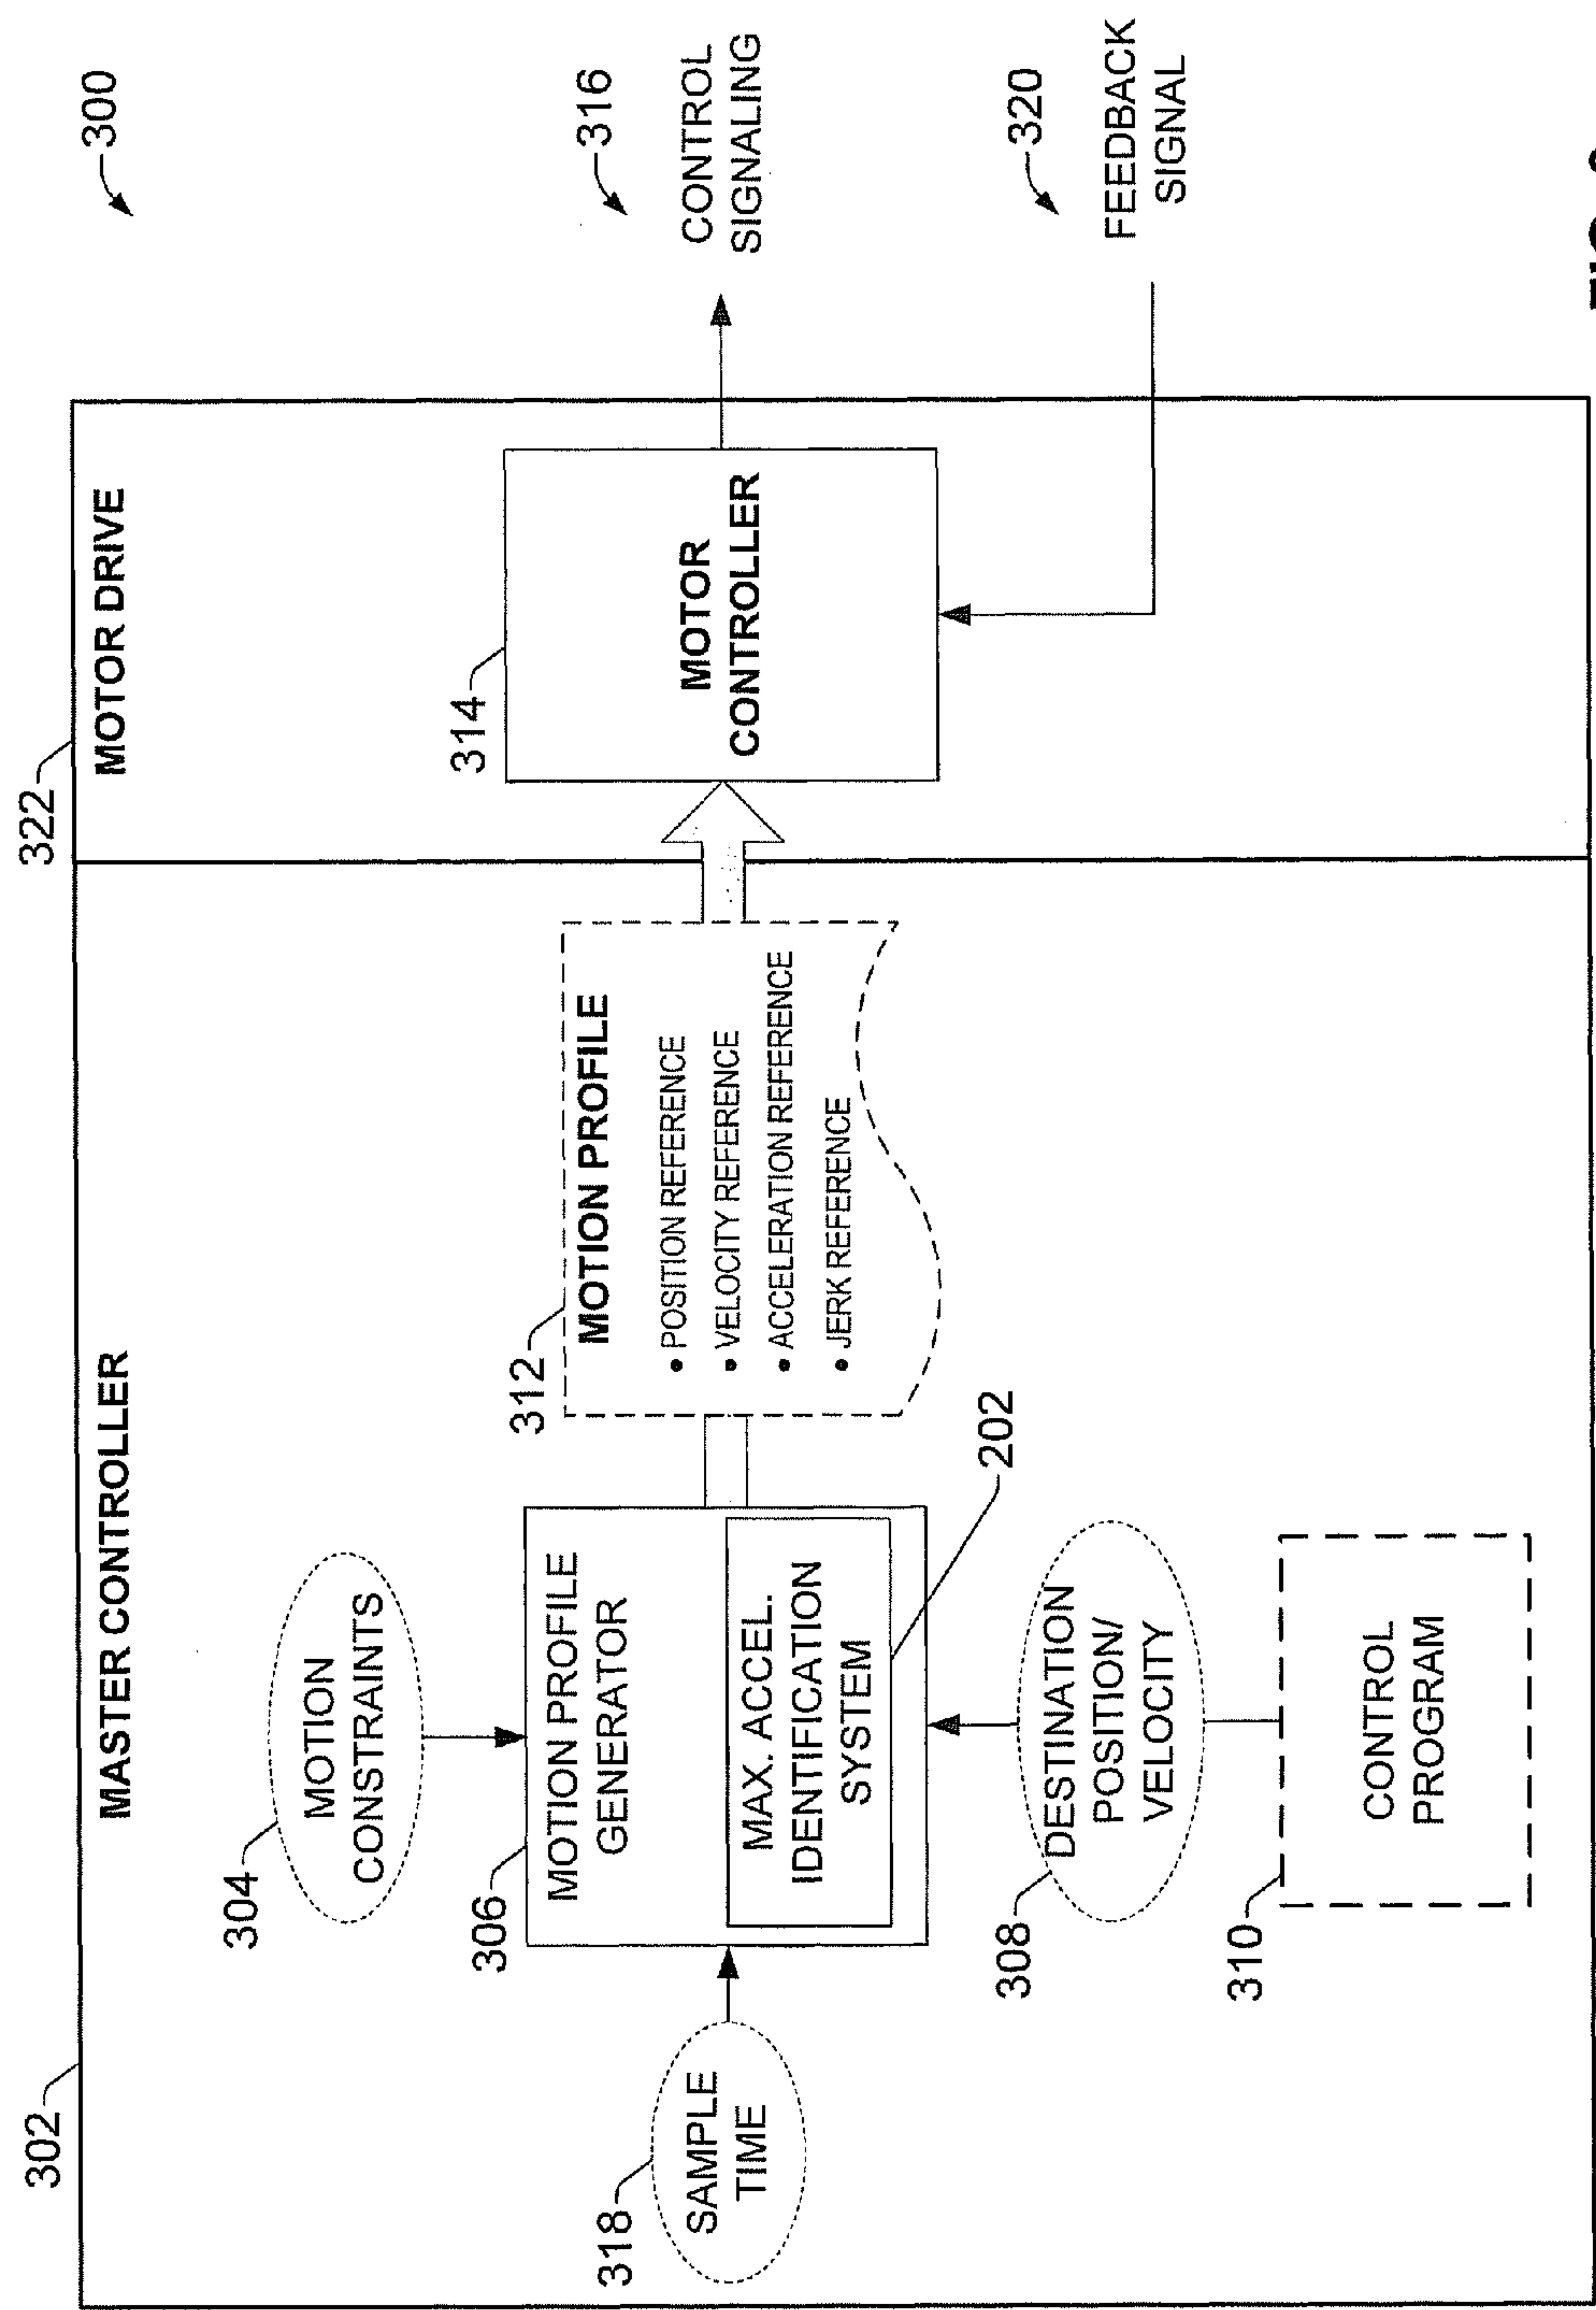 300
302
MASTER CONTROLLER
322
MOTOR DRIVE
304
MOTION
CONSTRAINTS
306
MOTION PROFILE
GENERATOR
MAX. ACCEL.
IDENTIFICATION
SYSTEM
202
318
SAMPLE
TIME
308
DESTINATION
POSITION/
VELOCITY
310
CONTROL
PROGRAM
312
MOTION PROFILE
• POSITION REFERENCE
• VELOCITY REFERENCE
• ACCELERATION REFERENCE
• JERK REFERENCE
314
MOTOR
CONTROLLER
316
CONTROL
SIGNALING
320
FEEDBACK
SIGNAL